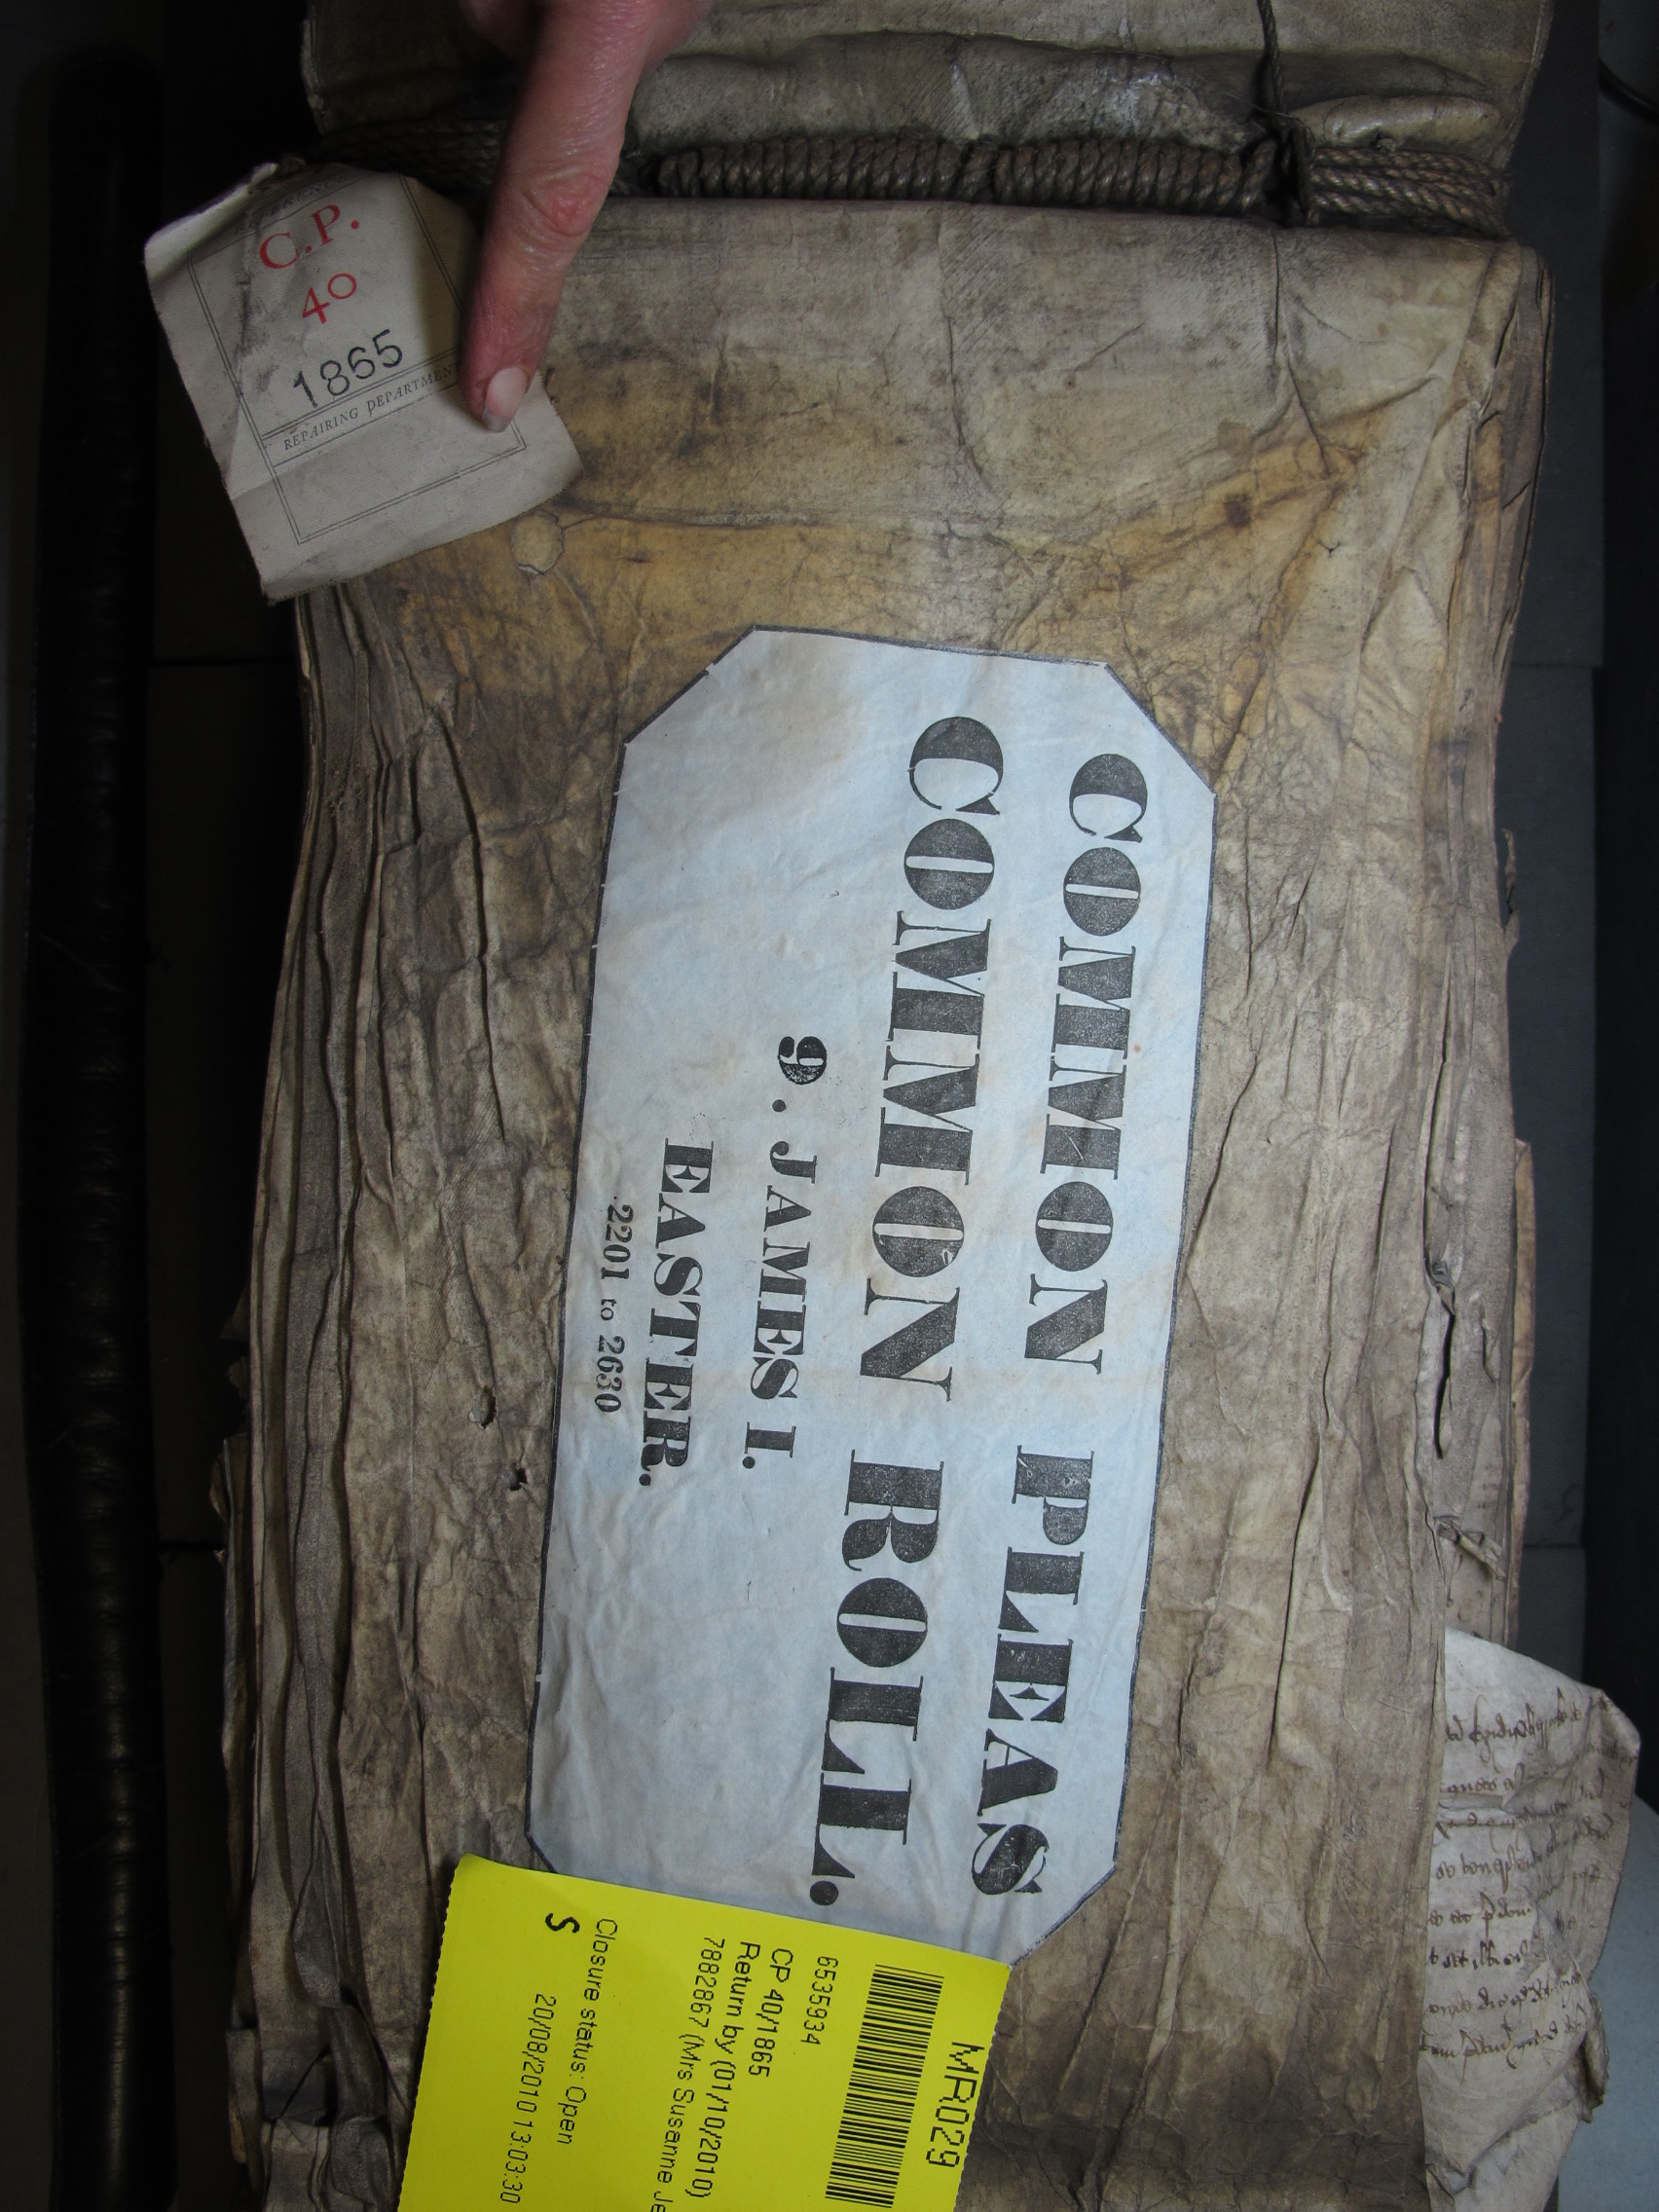 C.P.
40
1865
REPAIRING DEPARTMENT
COMMON PLEAS
COMMON ROLL.
9. JAMES I.
EASTER.
2201 to 2630
MR029
6535934
CP 40/1865
Return by (01/10/2010)
7882867 (Mrs Susanne Je
Closure status: Open
S 20/08/2010 13:03:30